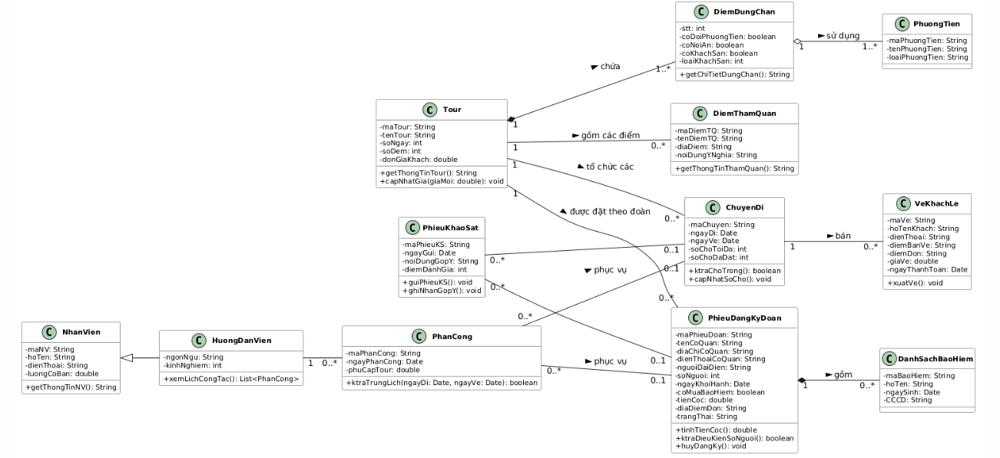 C DiemDungChan
-stt: int
-coDoiPhuongTien: boolean
-coNoiAn: boolean
-coKhachSan: boolean
-loaiKhachSan: int
+getChiTietDungChan(): String
1
► sử dụng
1..*
C PhuongTien
-maPhuongTien: String
-tenPhuongTien: String
-loaiPhuongTien: String
► chứa
1..*
C Tour
-maTour: String
-tenTour: String
-soNgay: int
-soDem: int
-donGiaKhach: double
+getThongTinTour(): String
+capNhatGia(giaMoi: double): void
1
1
1
1
► gồm các điểm
0..*
C DiemThamQuan
-maDiemTQ: String
-tenDiemTQ: String
-diaDiem: String
-noiDungYNghia: String
+getThongTinThamQuan(): String
► tổ chức các
0..*
► được đặt theo đoàn
0..*
C ChuyenDi
-maChuyen: String
-ngayDi: Date
-ngayVe: Date
-soChoToiDa: int
-soChoDaDat: int
+ktraChoTrong(): boolean
+capNhatSoCho(): void
1
► bán
0..*
C VeKhachLe
-maVe: String
-hoTenKhach: String
-dienThoai: String
-diemBanVe: String
-diemDon: String
-giaVe: double
-ngayThanhToan: Date
+xuatVe(): void
C PhieuKhaoSat
-maPhieuKS: String
-ngayGui: Date
-noiDungGopY: String
-diemDanhGia: int
+guiPhieuKS(): void
+ghiNhanGopY(): void
0..*
0..1
0..*
0..1
► phục vụ
0..1
0..*
C NhanVien
-maNV: String
-hoTen: String
-dienThoai: String
-luongCoBan: double
+getThongTinNV(): String
C HuongDanVien
-ngonNgu: String
-kinhNghiem: int
+xemLichCongTac(): List<PhanCong>
1
0..*
C PhanCong
-maPhanCong: String
-ngayPhanCong: Date
-phuCapTour: double
+ktraTrungLich(ngayDi: Date, ngayVe: Date): boolean
0..*
► phục vụ
0..1
C PhieuDangKyDoan
-maPhieuDoan: String
-tenCoQuan: String
-diaChiCoQuan: String
-dienThoaiCoQuan: String
-nguoiDaiDien: String
-soNguoi: int
-ngayKhoiHanh: Date
-coMuaBaoHiem: boolean
-tienCoc: double
-diaDiemDon: String
-trangThai: String
+tinhTienCoc(): double
+ktraDieuKienSoNguoi(): boolean
+huyDangKy(): void
1
► gồm
0..*
C DanhSachBaoHiem
-maBaoHiem: String
-hoTen: String
-ngaySinh: Date
-CCCD: String